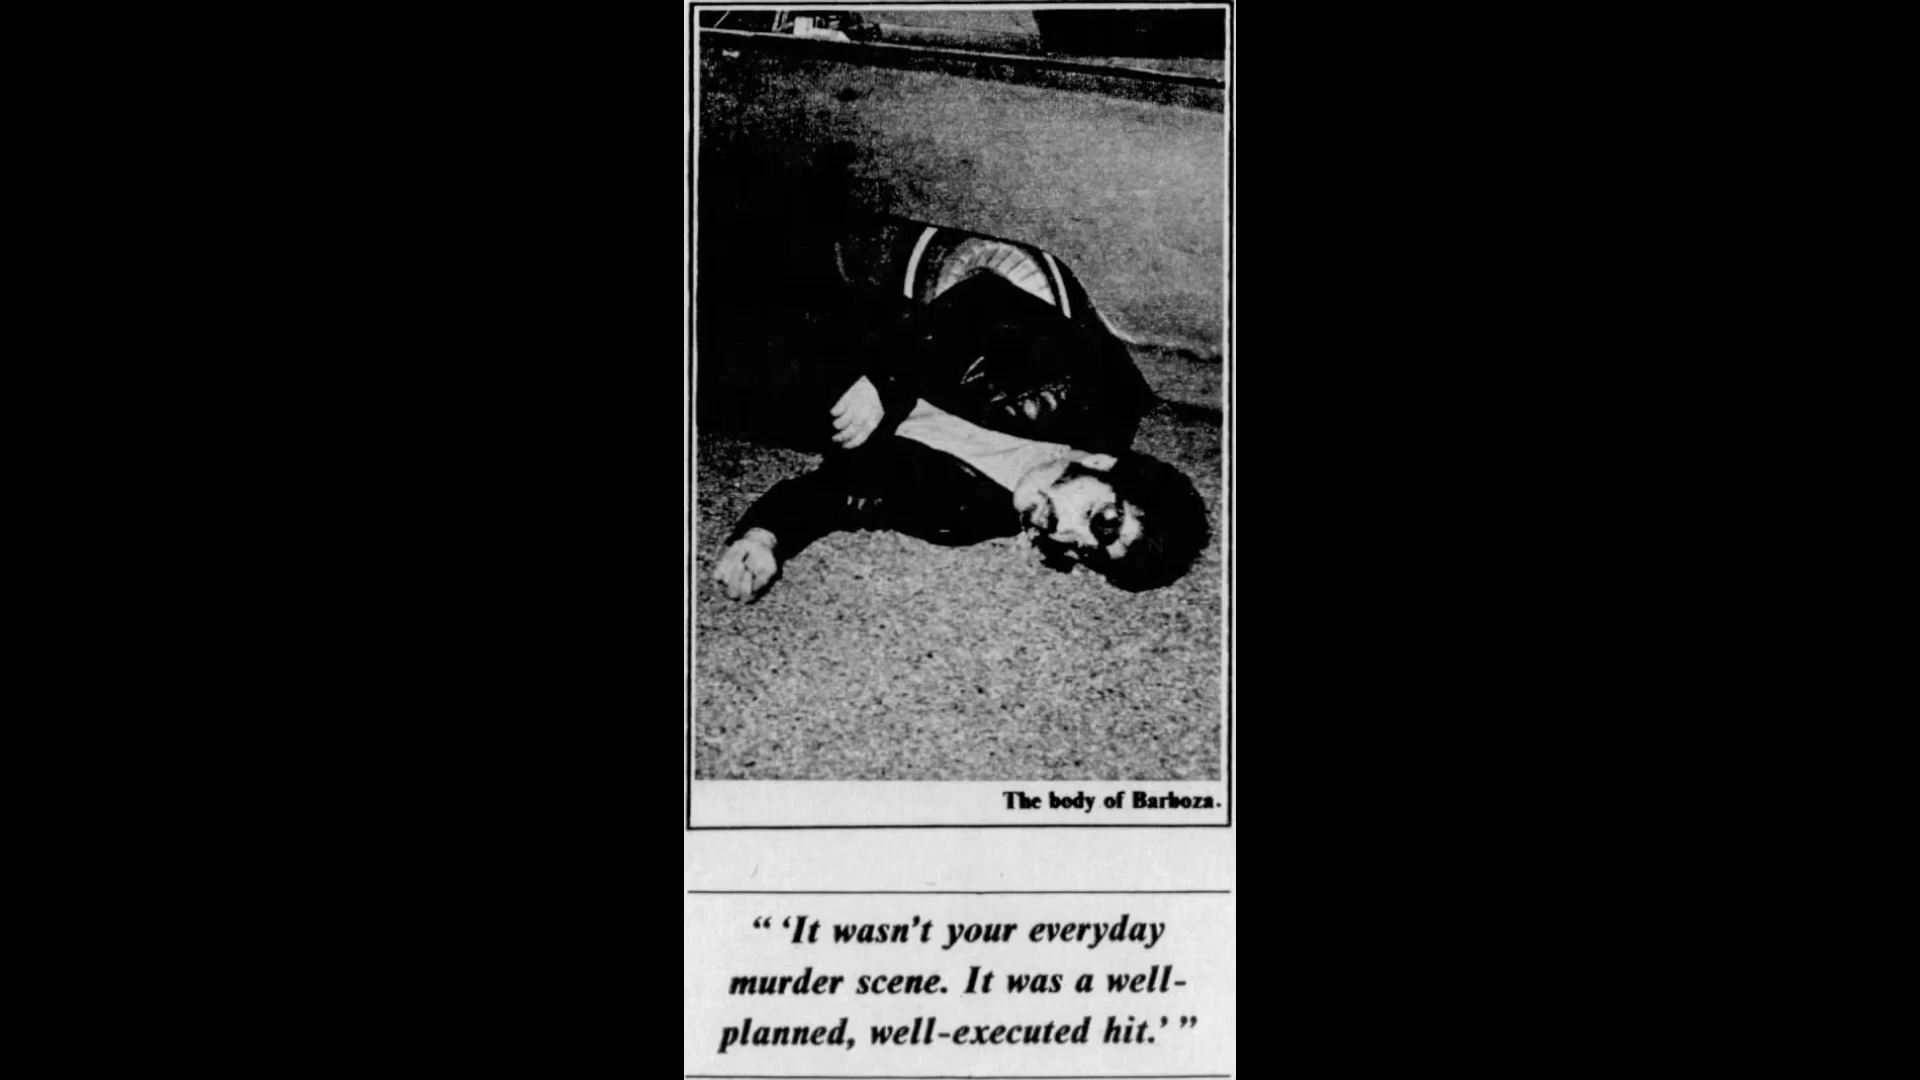 The body of Barboza.
“ ‘It wasn’t your everyday
murder scene. It was a well-
planned, well-executed hit.’ ”